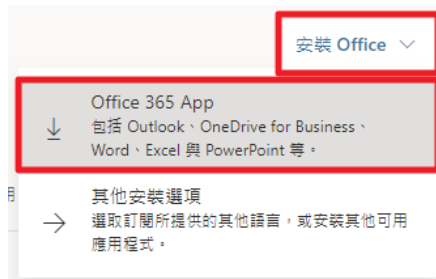 安裝 Office
Office 365 App
包括 Outlook、OneDrive for Business、
Word、Excel 與 PowerPoint 等。
用
其他安裝選項
選取訂閱所提供的其他語言，或安裝其他可用
應用程式。